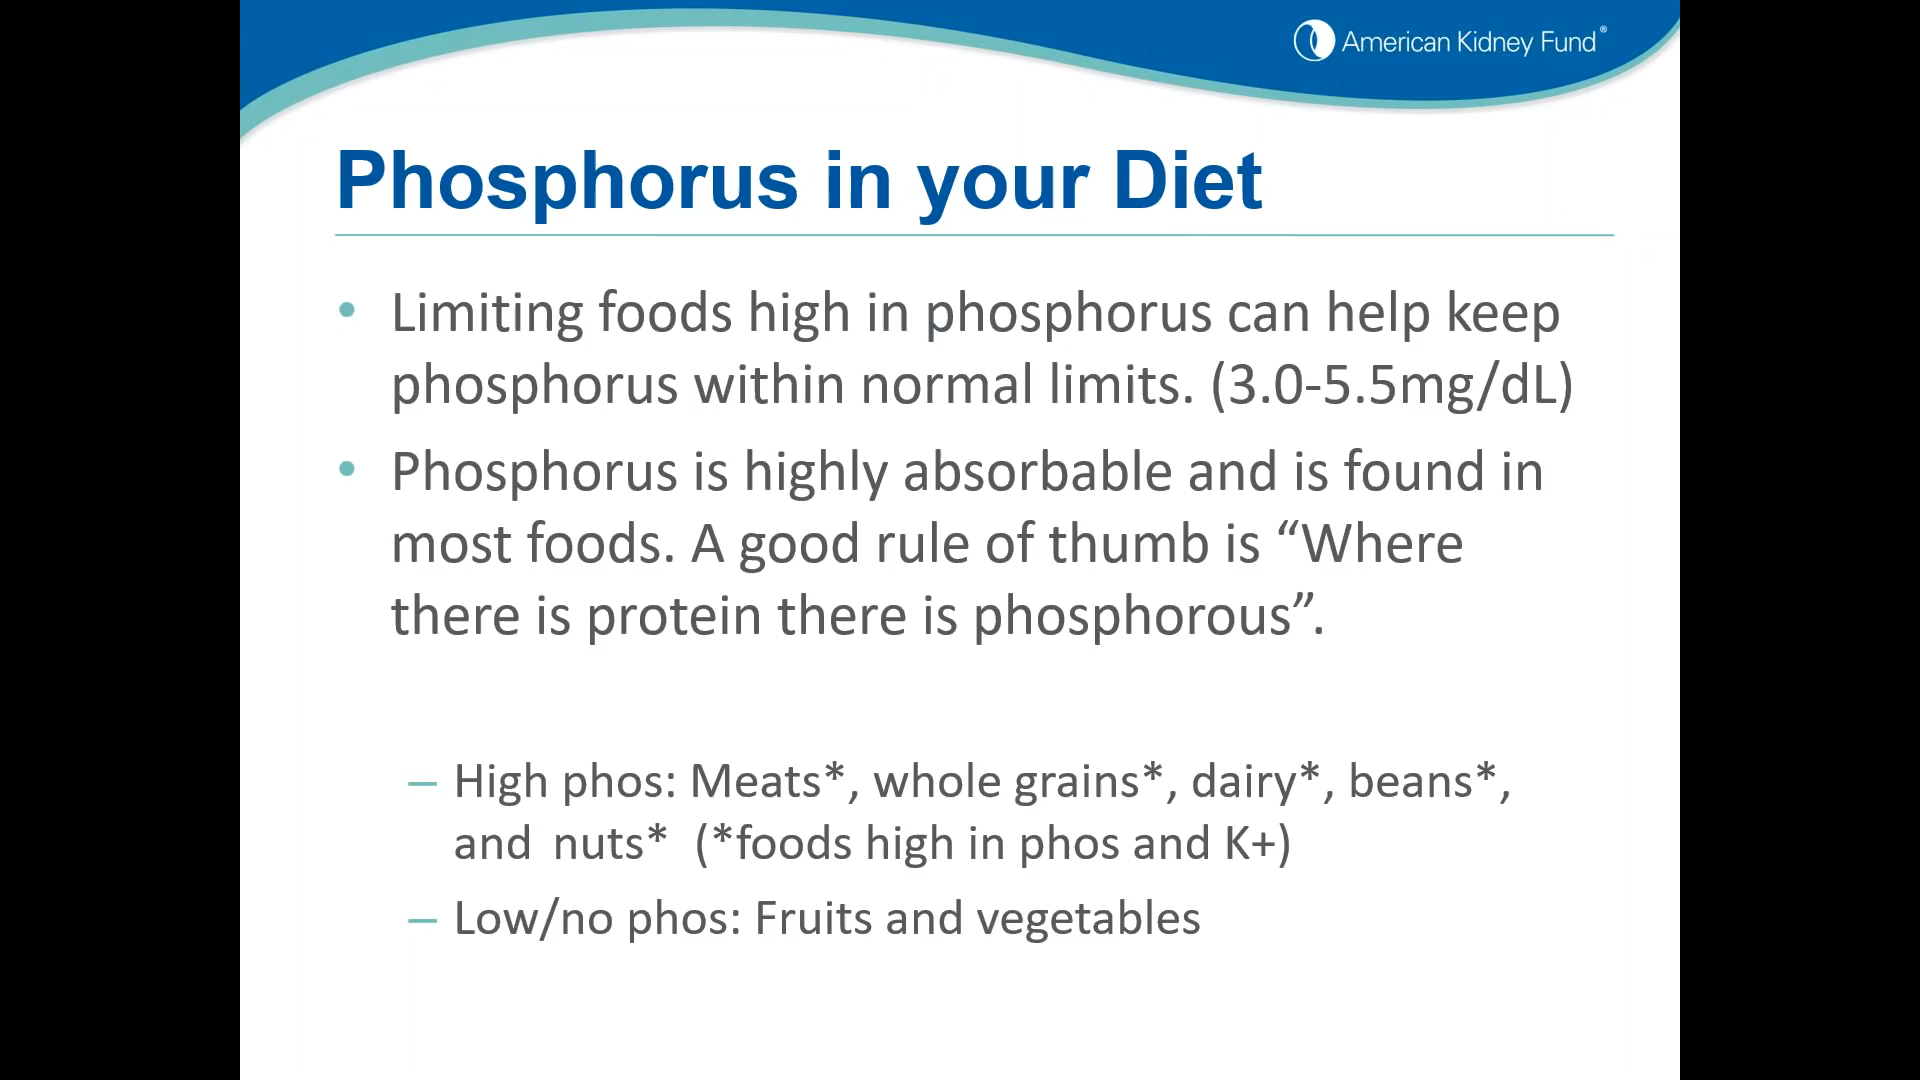 American Kidney Fund®
Phosphorus in your Diet
• Limiting foods high in phosphorus can help keep
phosphorus within normal limits. (3.0-5.5mg/dL)
• Phosphorus is highly absorbable and is found in
most foods. A good rule of thumb is “Where
there is protein there is phosphorous”.
– High phos: Meats*, whole grains*, dairy*, beans*,
and nuts* (*foods high in phos and K+)
– Low/no phos: Fruits and vegetables